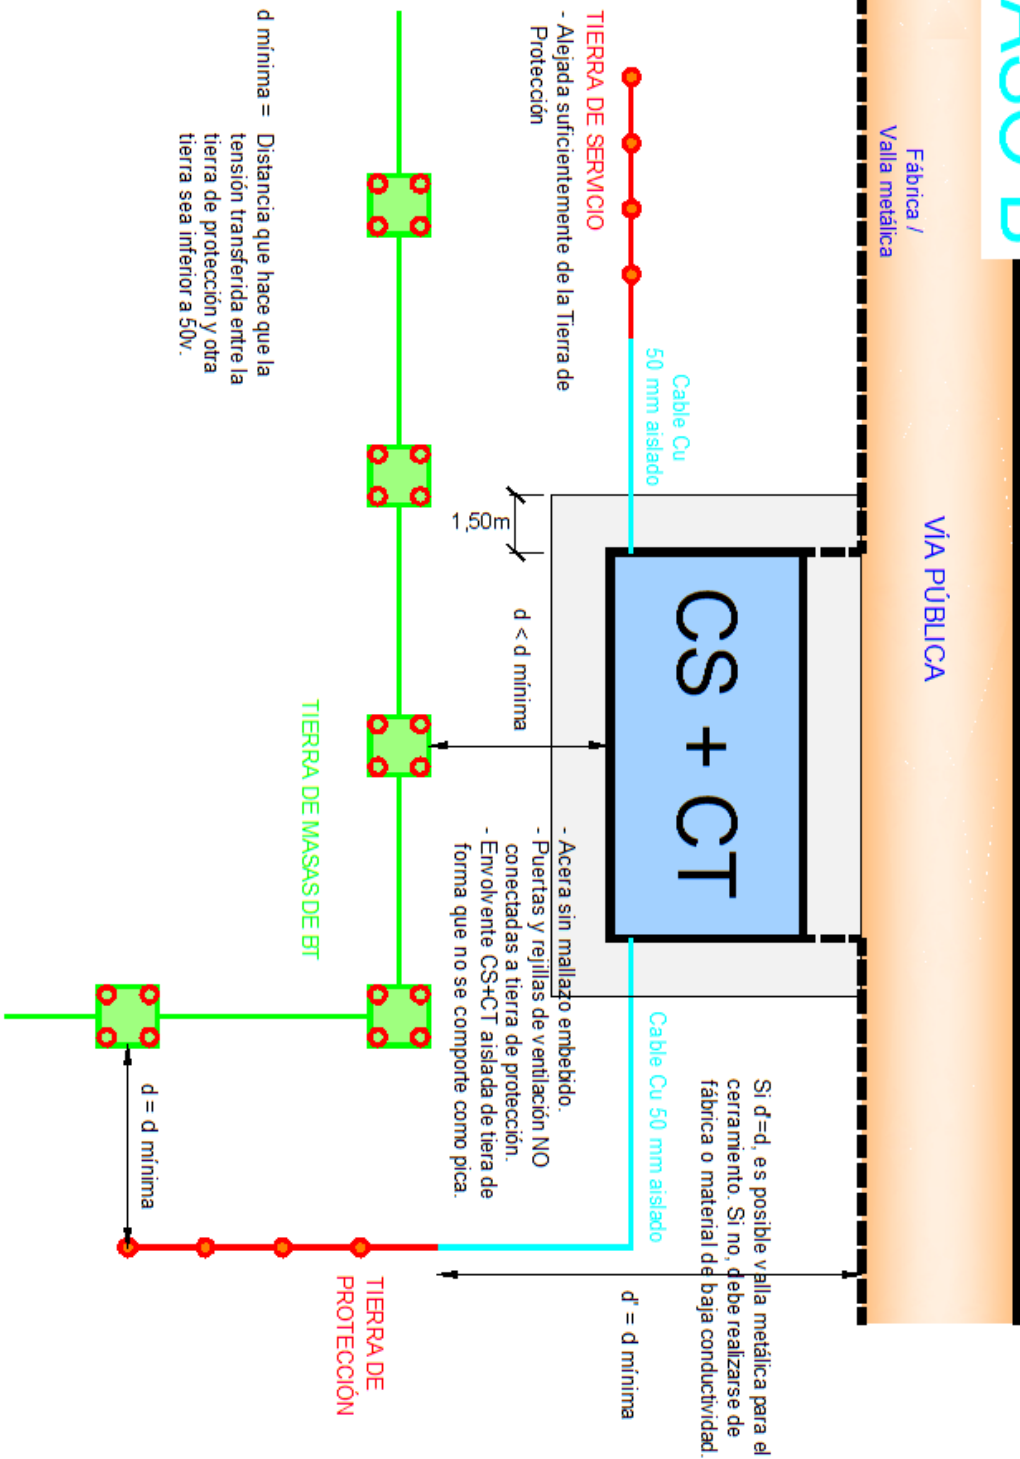 Fábrica /
Valla metálica
VÍA PÚBLICA
TIERRA DE SERVICIO
- Alejada suficientemente de la Tierra de
Protección
Cable Cu
50 mm aislado
CS + CT
1,50m
d < d mínima
Si d'=d, es posible valla metálica para el
cerramiento. Si no, debe realizarse de
fábrica o material de baja conductividad.
Cable Cu 50 mm aislado
d' = d mínima
- Acera sin mallazo embebido.
- Puertas y rejillas de ventilación NO
conectadas a tierra de protección.
- Envolvente CS+CT aislada de tiera de
forma que no se comporte como pica.
d mínima = Distancia que hace que la
tensión transferida entre la
tierra de protección y otra
tierra sea inferior a 50v.
TIERRA DE MASAS DE BT
d = d mínima
TIERRA DE
PROTECCIÓN